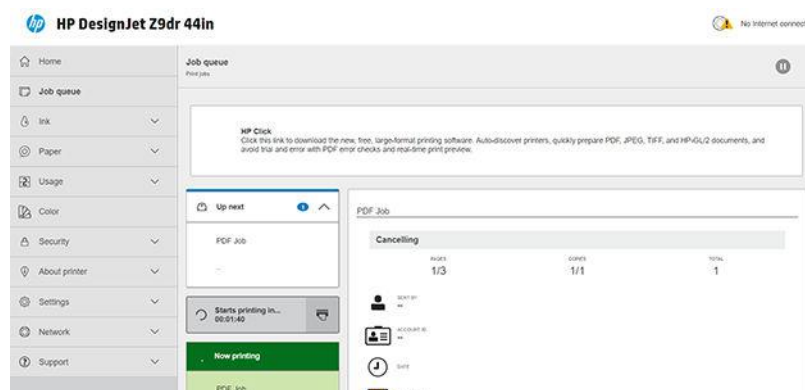 hp
HP DesignJet Z9dr 44in
No Internet connect
Home
Job queue
Ink
Paper
Usage
Color
Security
About printer
Settings
Network
Support
Job queue
Print jobs
HP Click
Click this link to download the new, free, large-format printing software. Auto-discover printers, quickly prepare PDF, JPEG, TIFF, and HP-GL/2 documents, and
avoid trial and error with PDF error checks and real-time print preview.
Up next
1
PDF Job
--
Starts printing in...
00:01:40
Now printing
PDF Job
PDF Job
Cancelling
PAGES
COPIES
TOTAL
1/3
1/1
1
SENT BY
--
ACCOUNT ID
--
DATE